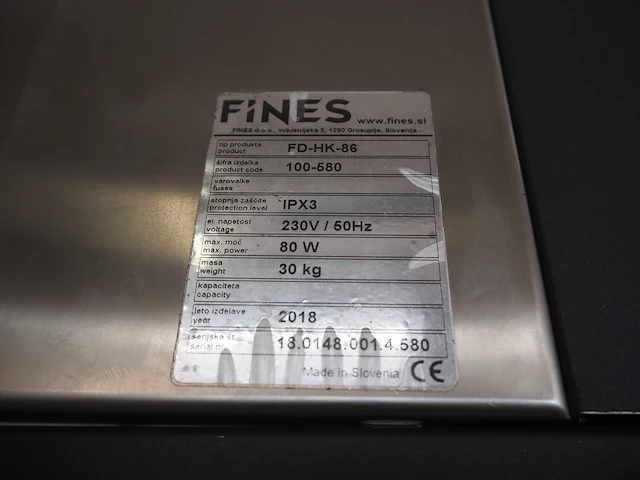 FINES www.fines.si
FINES d.o.o., Industrijska 5, 1290 Grosuplje, Slovenija
tip produkta
product
FD-HK-86
šifra izdelka
product code
100-580
varovalke
fuses
stopnja zaščite
protection level
IPX3
el. napetost
voltage
230V / 50Hz
max. moč
max. power
80 W
masa
weight
30 kg
kapaciteta
capacity
leto izdelave
year
2018
serijska št.
serial nr.
18.0148.001.4.580
Made in Slovenia CE